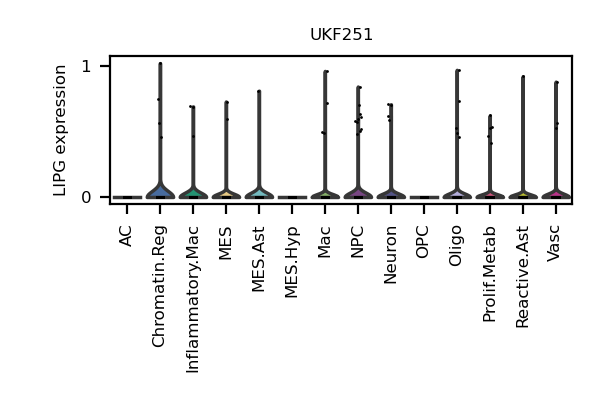 UKF251
LIPG expression
1
0
AC
Chromatin.Reg
Inflammatory.Mac
MES
MES.Ast
MES.Hyp
Mac
NPC
Neuron
OPC
Oligo
Prolif.Metab
Reactive.Ast
Vasc